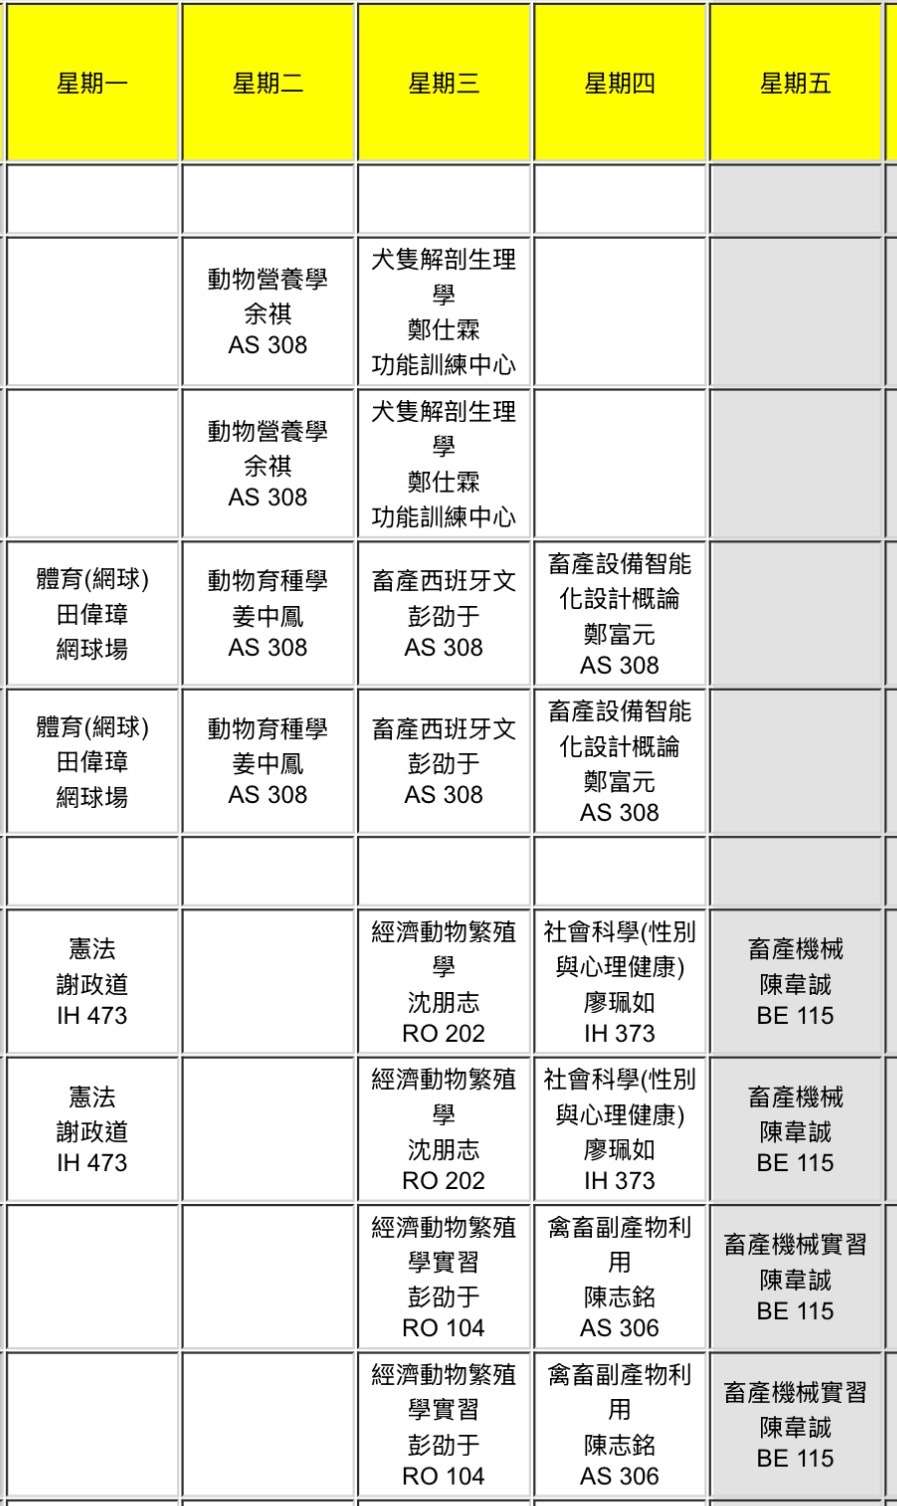 星期一
星期二
星期三
星期四
星期五
動物營養學
余祺
AS 308
犬隻解剖生理
學
鄭仕霖
功能訓練中心
動物營養學
余祺
AS 308
犬隻解剖生理
學
鄭仕霖
功能訓練中心
體育(網球)
田偉璋
網球場
動物育種學
姜中鳳
AS 308
畜產西班牙文
彭劭于
AS 308
畜產設備智能
化設計概論
鄭富元
AS 308
體育(網球)
田偉璋
網球場
動物育種學
姜中鳳
AS 308
畜產西班牙文
彭劭于
AS 308
畜產設備智能
化設計概論
鄭富元
AS 308
憲法
謝政道
IH 473
經濟動物繁殖
學
沈朋志
RO 202
社會科學(性別
與心理健康)
廖珮如
IH 373
畜產機械
陳韋誠
BE 115
憲法
謝政道
IH 473
經濟動物繁殖
學
沈朋志
RO 202
社會科學(性別
與心理健康)
廖珮如
IH 373
畜產機械
陳韋誠
BE 115
經濟動物繁殖
學實習
彭劭于
RO 104
禽畜副產物利
用
陳志銘
AS 306
畜產機械實習
陳韋誠
BE 115
經濟動物繁殖
學實習
彭劭于
RO 104
禽畜副產物利
用
陳志銘
AS 306
畜產機械實習
陳韋誠
BE 115